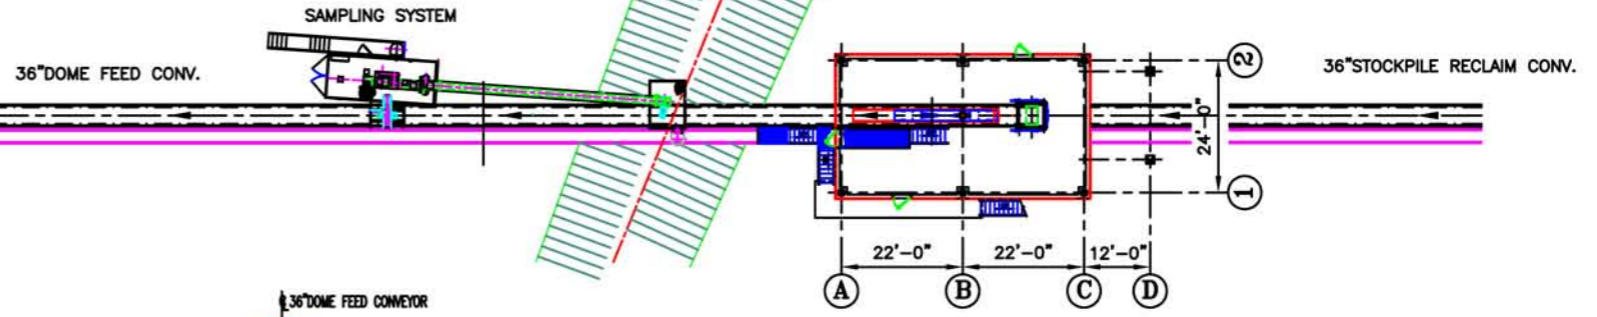 SAMPLING SYSTEM
36"DOME FEED CONV.
36"STOCKPILE RECLAIM CONV.
2
24'-0"
1
22'-0" 22'-0" 12'-0"
A B C D
℄ 36"DOME FEED CONVEYOR